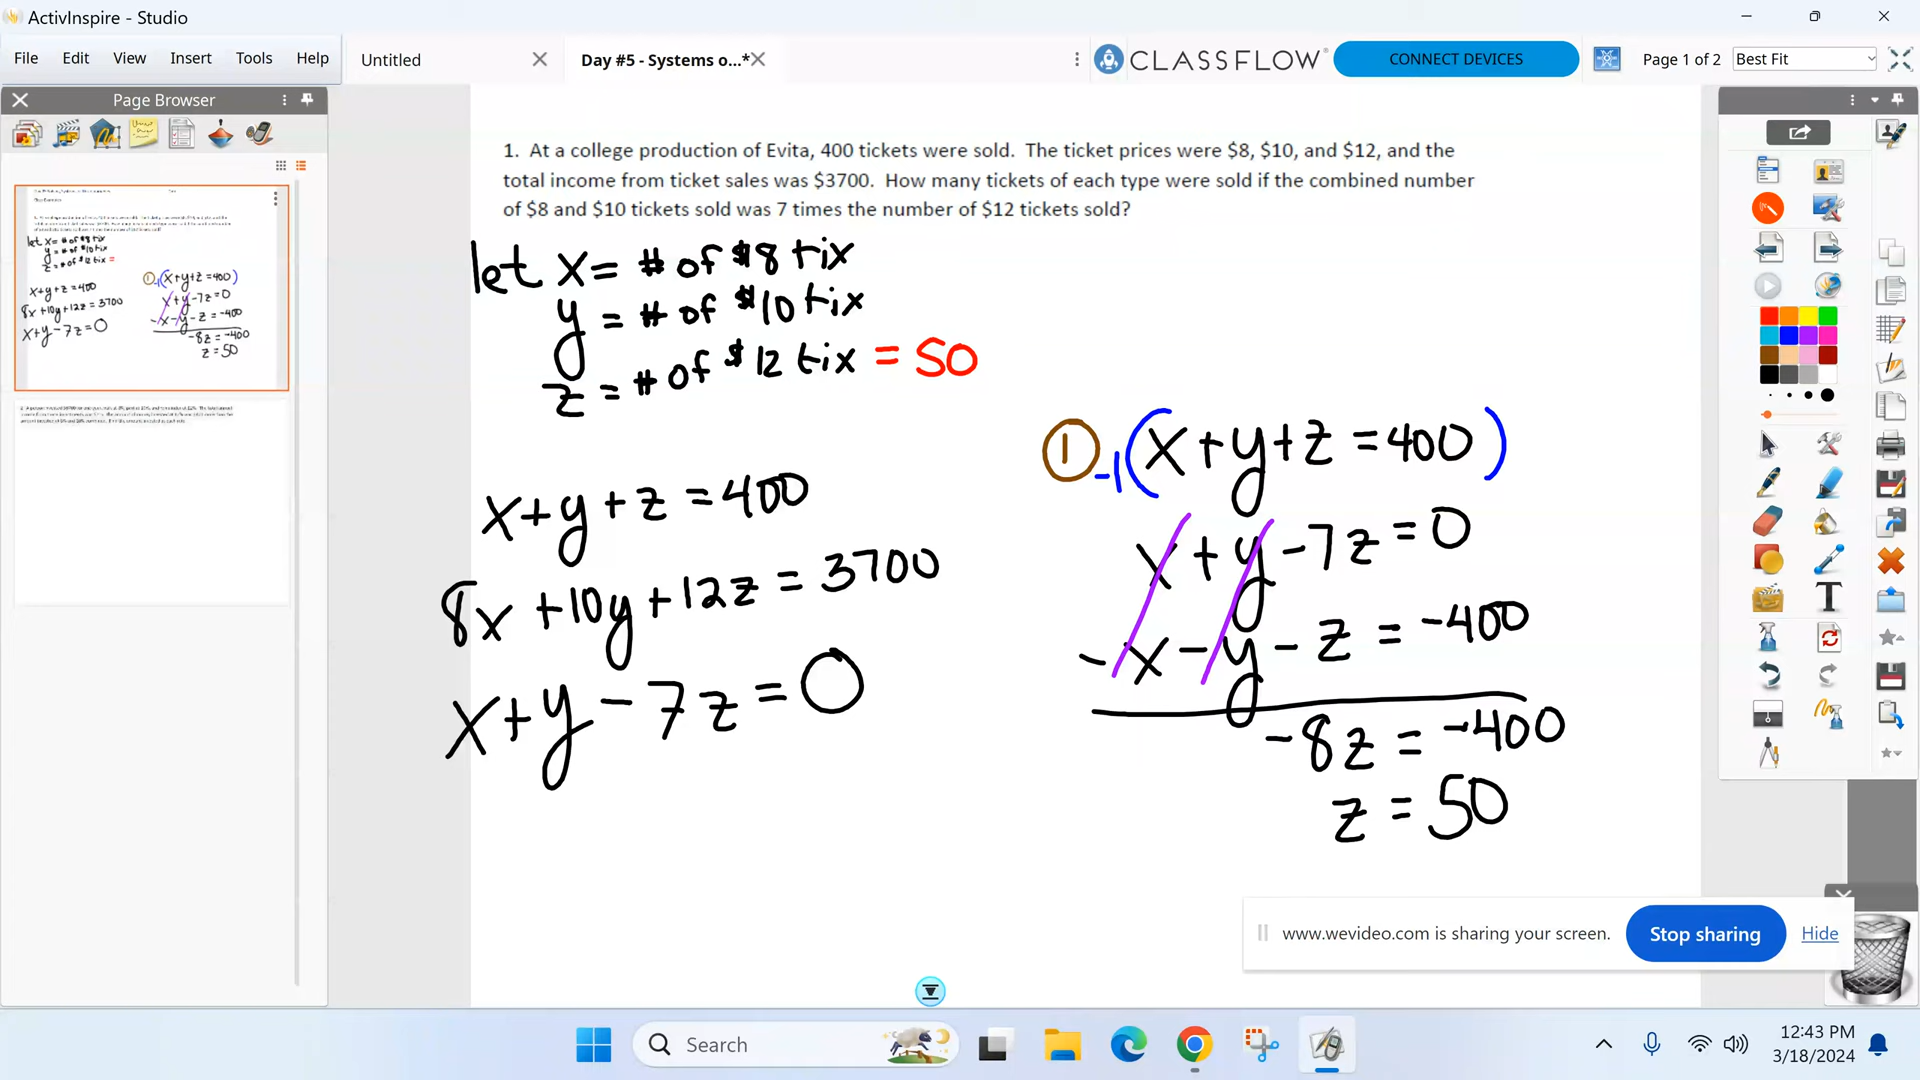 ActivInspire - Studio
File Edit View Insert Tools Help
Untitled
Day #5 - Systems o...*
CLASSFLOW
CONNECT DEVICES
Page 1 of 2
Best Fit
Page Browser
1. At a college production of Evita, 400 tickets were sold. The ticket prices were $8, $10, and $12, and the
total income from ticket sales was $3700. How many tickets of each type were sold if the combined number
of $8 and $10 tickets sold was 7 times the number of $12 tickets sold?
let x = # of $8 tix
y = # of $10 tix
z = # of $12 tix = 50
x+y+z=400
8x+10y+12z=3700
x+y-7z=0
① -1(x+y+z=400)
x+y-7z=0
-x-y-z=-400
-8z=-400
z=50
www.wevideo.com is sharing your screen.
Stop sharing
Hide
Search
12:43 PM
3/18/2024